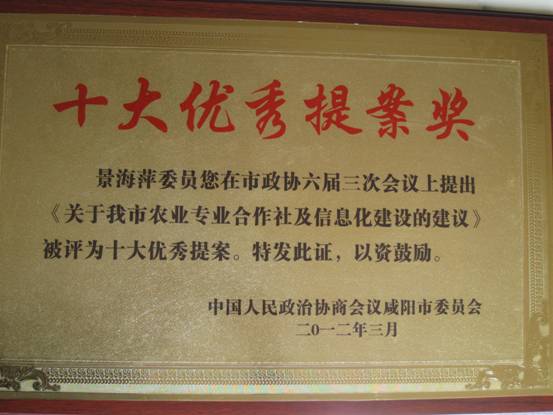 十大优秀提案奖
景海萍委员您在市政协六届三次会议上提出
《关于我市农业专业合作社及信息化建设的建议》
被评为十大优秀提案。特发此证，以资鼓励。
中国人民政治协商会议咸阳市委员会
二〇一二年三月